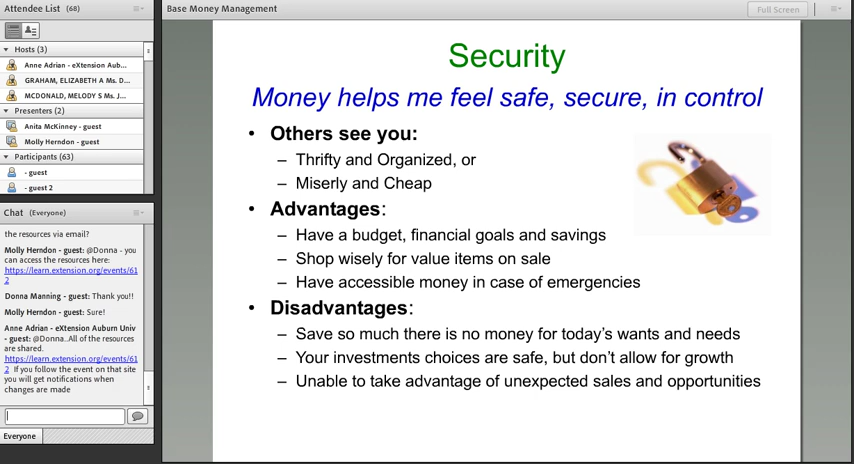 Attendee List (68)
Hosts (3)
Anne Adrian - eXtension Aub...
GRAHAM, ELIZABETH A Ms. D...
MCDONALD, MELODY S Ms. J...
Presenters (2)
Anita McKinney - guest
Molly Herndon - guest
Participants (63)
- guest
- guest 2
Chat (Everyone)
the resources via email?
Molly Herndon - guest: @Donna - you
can access the resources here:
https://learn.extension.org/events/61
2
Donna Manning - guest: Thank you!!
Molly Herndon - guest: Sure!
Anne Adrian - eXtension Auburn Univ
- guest: @Donna..All of the resources
are shared.
https://learn.extension.org/events/61
2 If you follow the event on that site
you will get notifications when
changes are made
Everyone
Base Money Management
Full Screen
Security
Money helps me feel safe, secure, in control
• Others see you:
– Thrifty and Organized, or
– Miserly and Cheap
• Advantages:
– Have a budget, financial goals and savings
– Shop wisely for value items on sale
– Have accessible money in case of emergencies
• Disadvantages:
– Save so much there is no money for today's wants and needs
– Your investments choices are safe, but don't allow for growth
– Unable to take advantage of unexpected sales and opportunities